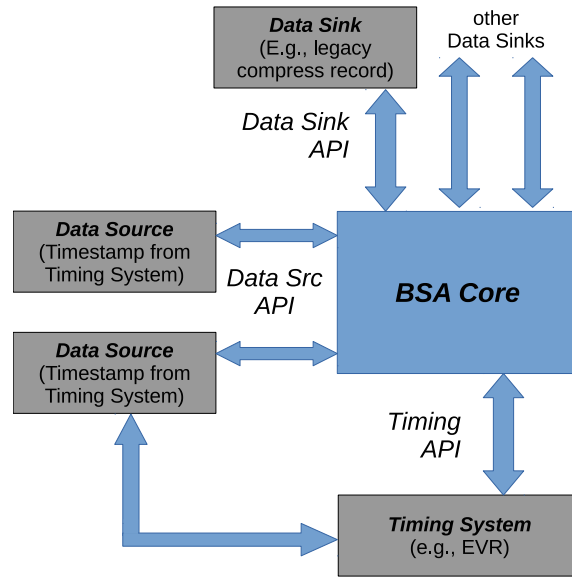 Data Sink
(E.g., legacy
compress record)
other
Data Sinks
Data Sink
API
Data Source
(Timestamp from
Timing System)
Data Src
API
BSA Core
Data Source
(Timestamp from
Timing System)
Timing
API
Timing System
(e.g., EVR)